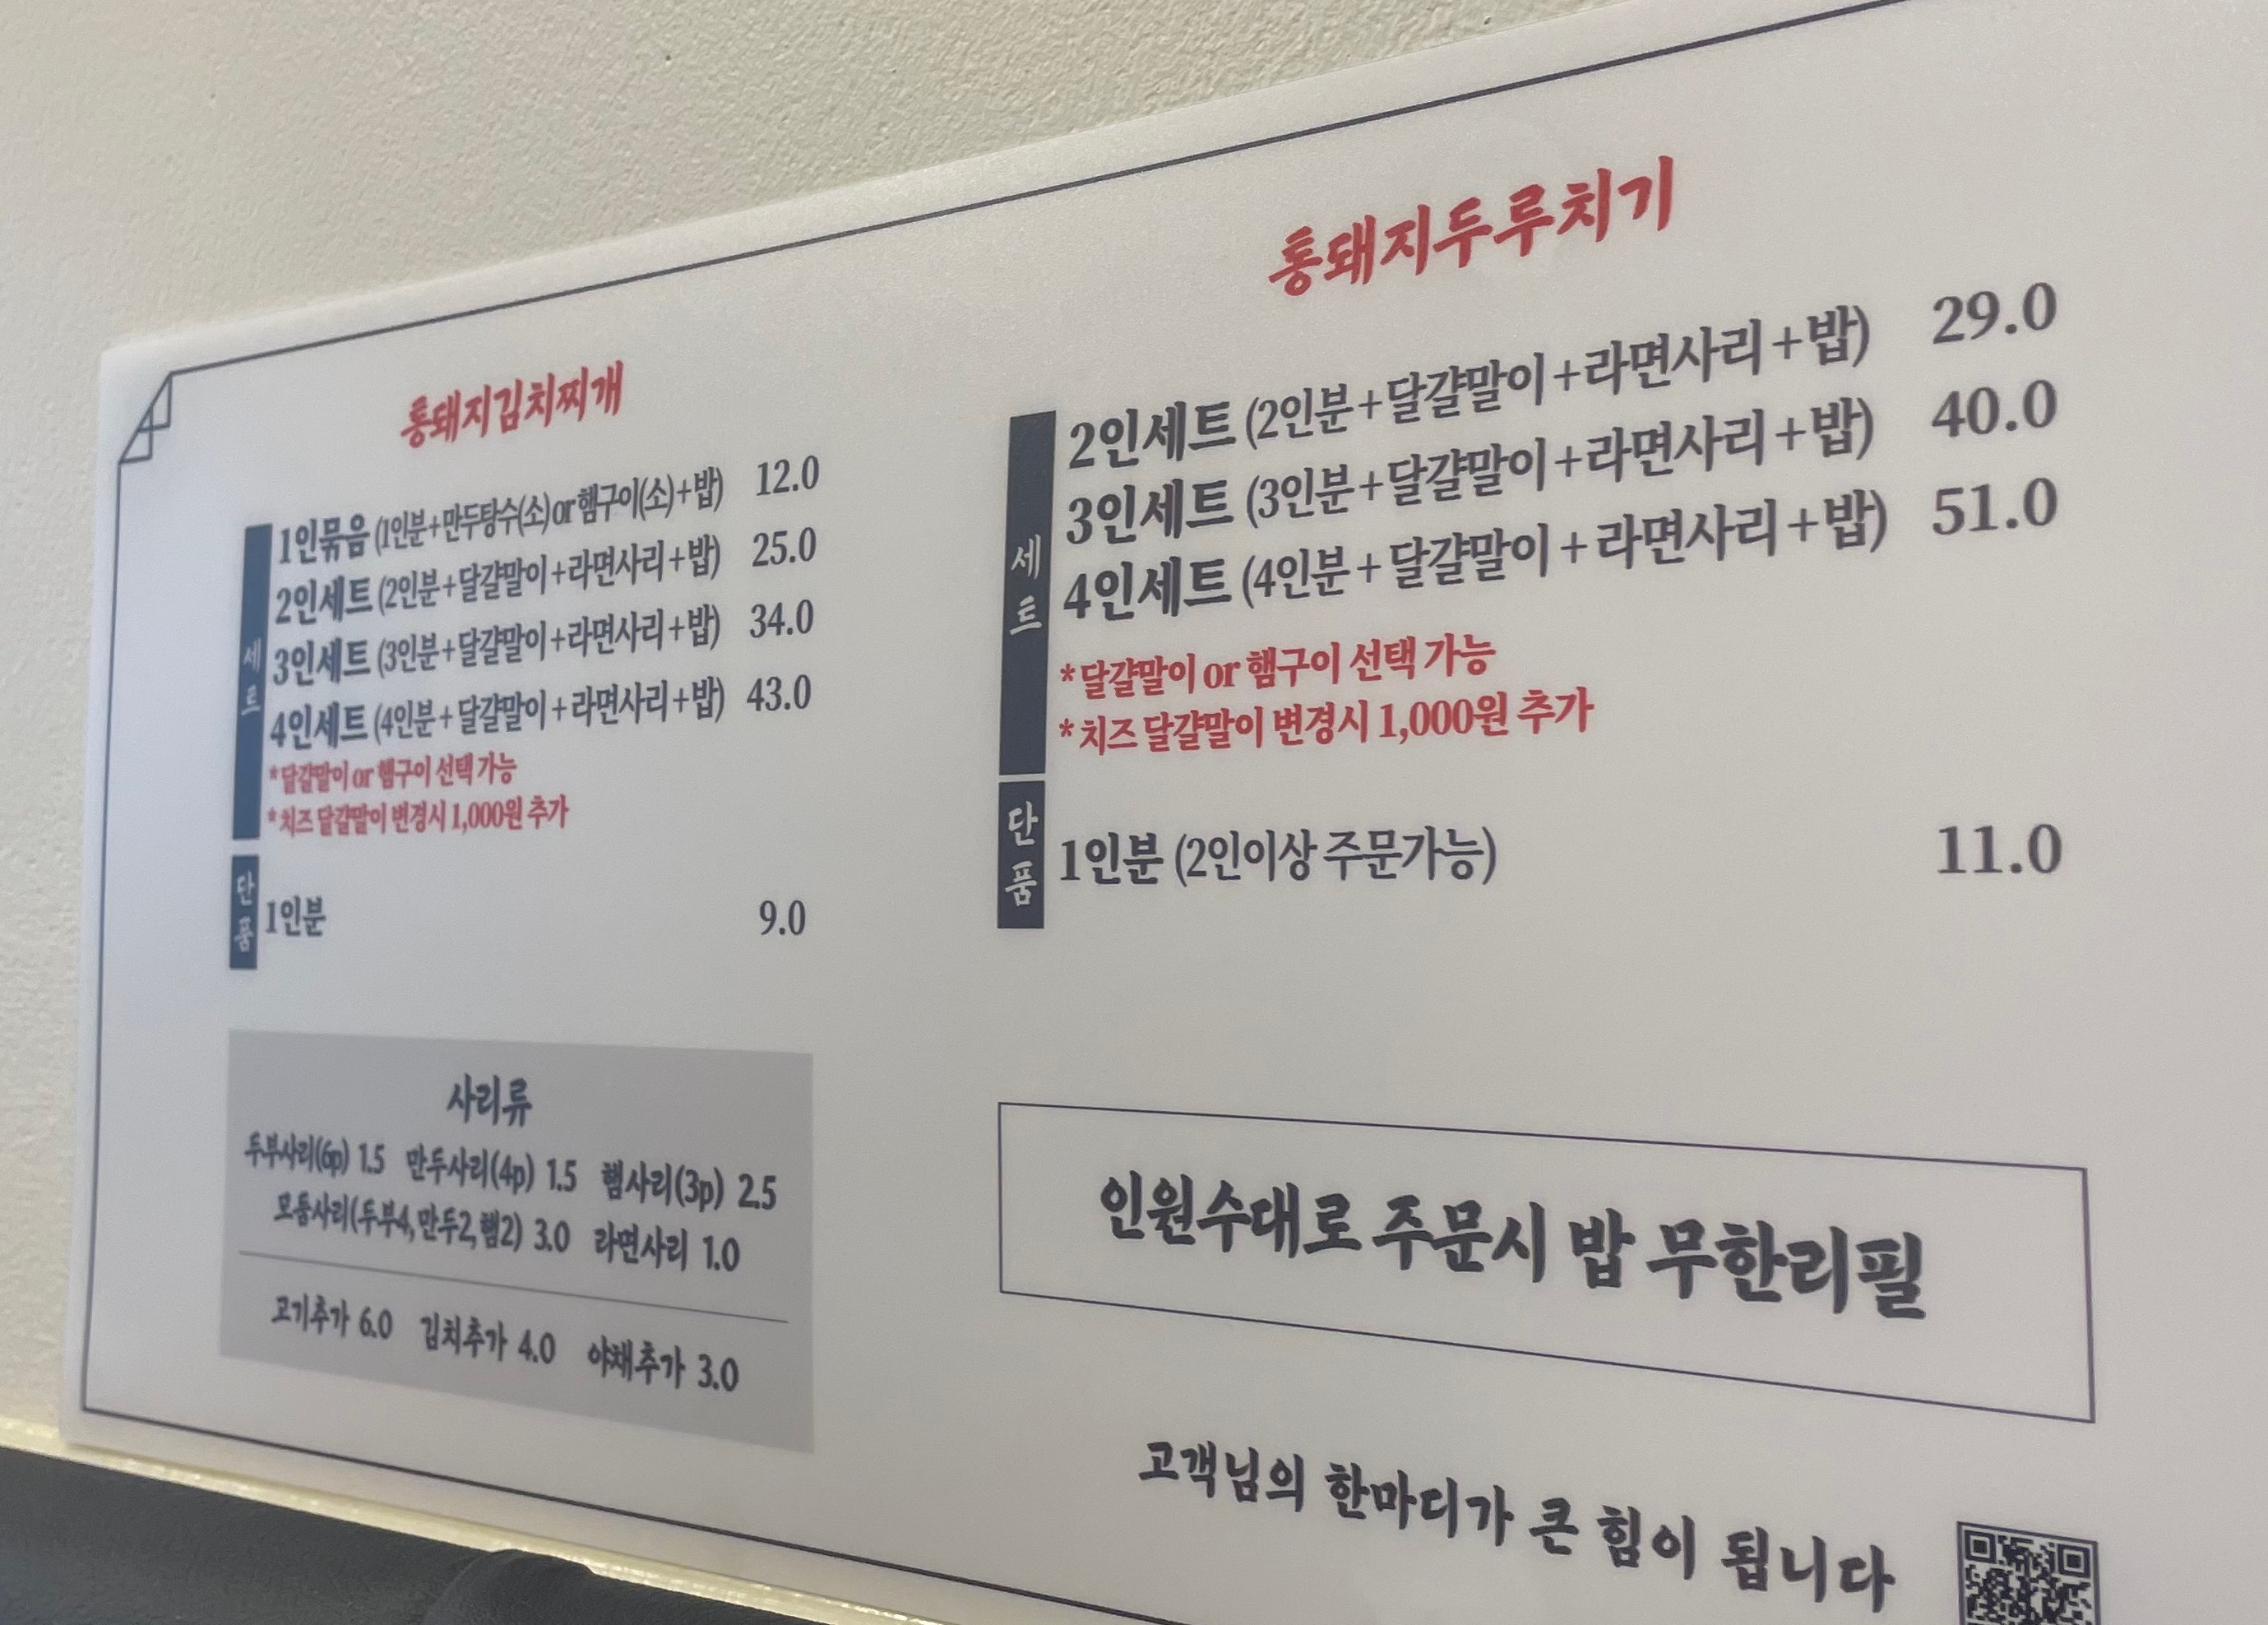 통돼지김치찌개
세트
1인묶음 (1인분+만두탕수(소)or햄구이(소)+밥) 12.0
2인세트 (2인분+달걀말이+라면사리+밥) 25.0
3인세트 (3인분+달걀말이+라면사리+밥) 34.0
4인세트 (4인분+달걀말이+라면사리+밥) 43.0
*달걀말이 or 햄구이 선택 가능
*치즈 달걀말이 변경시 1,000원 추가
단품
1인분 9.0
사리류
두부사리(6p) 1.5 만두사리(4p) 1.5 햄사리(3p) 2.5
모듬사리(두부4,만두2,햄2) 3.0 라면사리 1.0
고기추가 6.0 김치추가 4.0 야채추가 3.0
통돼지두루치기
세트
2인세트 (2인분+달걀말이+라면사리+밥) 29.0
3인세트 (3인분+달걀말이+라면사리+밥) 40.0
4인세트 (4인분+달걀말이+라면사리+밥) 51.0
*달걀말이 or 햄구이 선택 가능
*치즈 달걀말이 변경시 1,000원 추가
단품
1인분 (2인이상 주문가능) 11.0
인원수대로 주문시 밥 무한리필
고객님의 한마디가 큰 힘이 됩니다